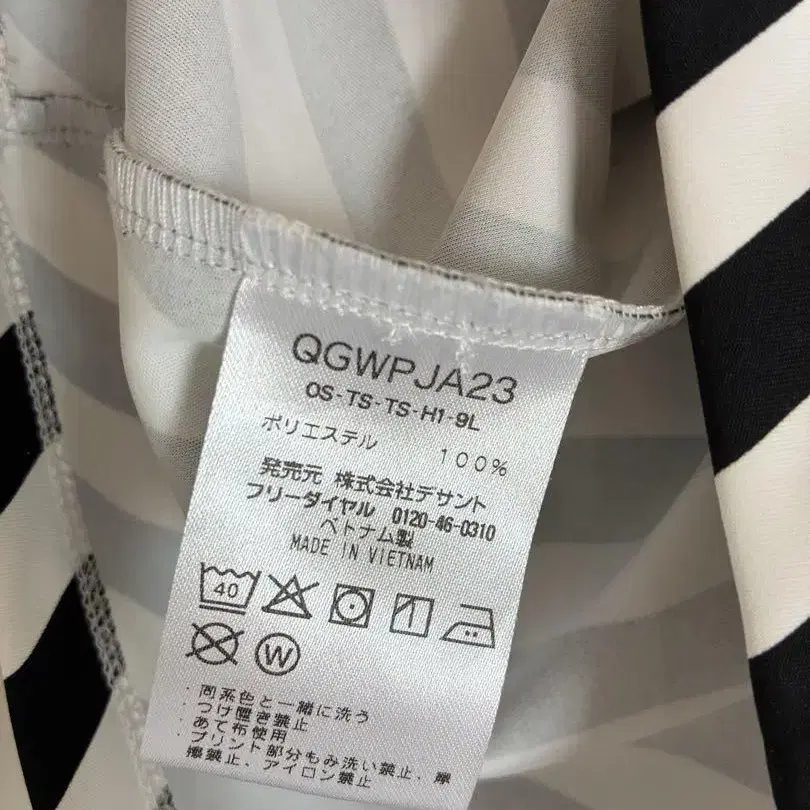 QGWPJA23
OS-TS-TS-H1-9L
ポリエステル 100%
発売元 株式会社デサント
フリーダイヤル 0120-46-0310
ベトナム製
MADE IN VIETNAM
40
W
・同系色と一緒に洗う
・つけ置き禁止
・あて布使用
・プリント部分もみ洗い禁止、摩
擦禁止、アイロン禁止